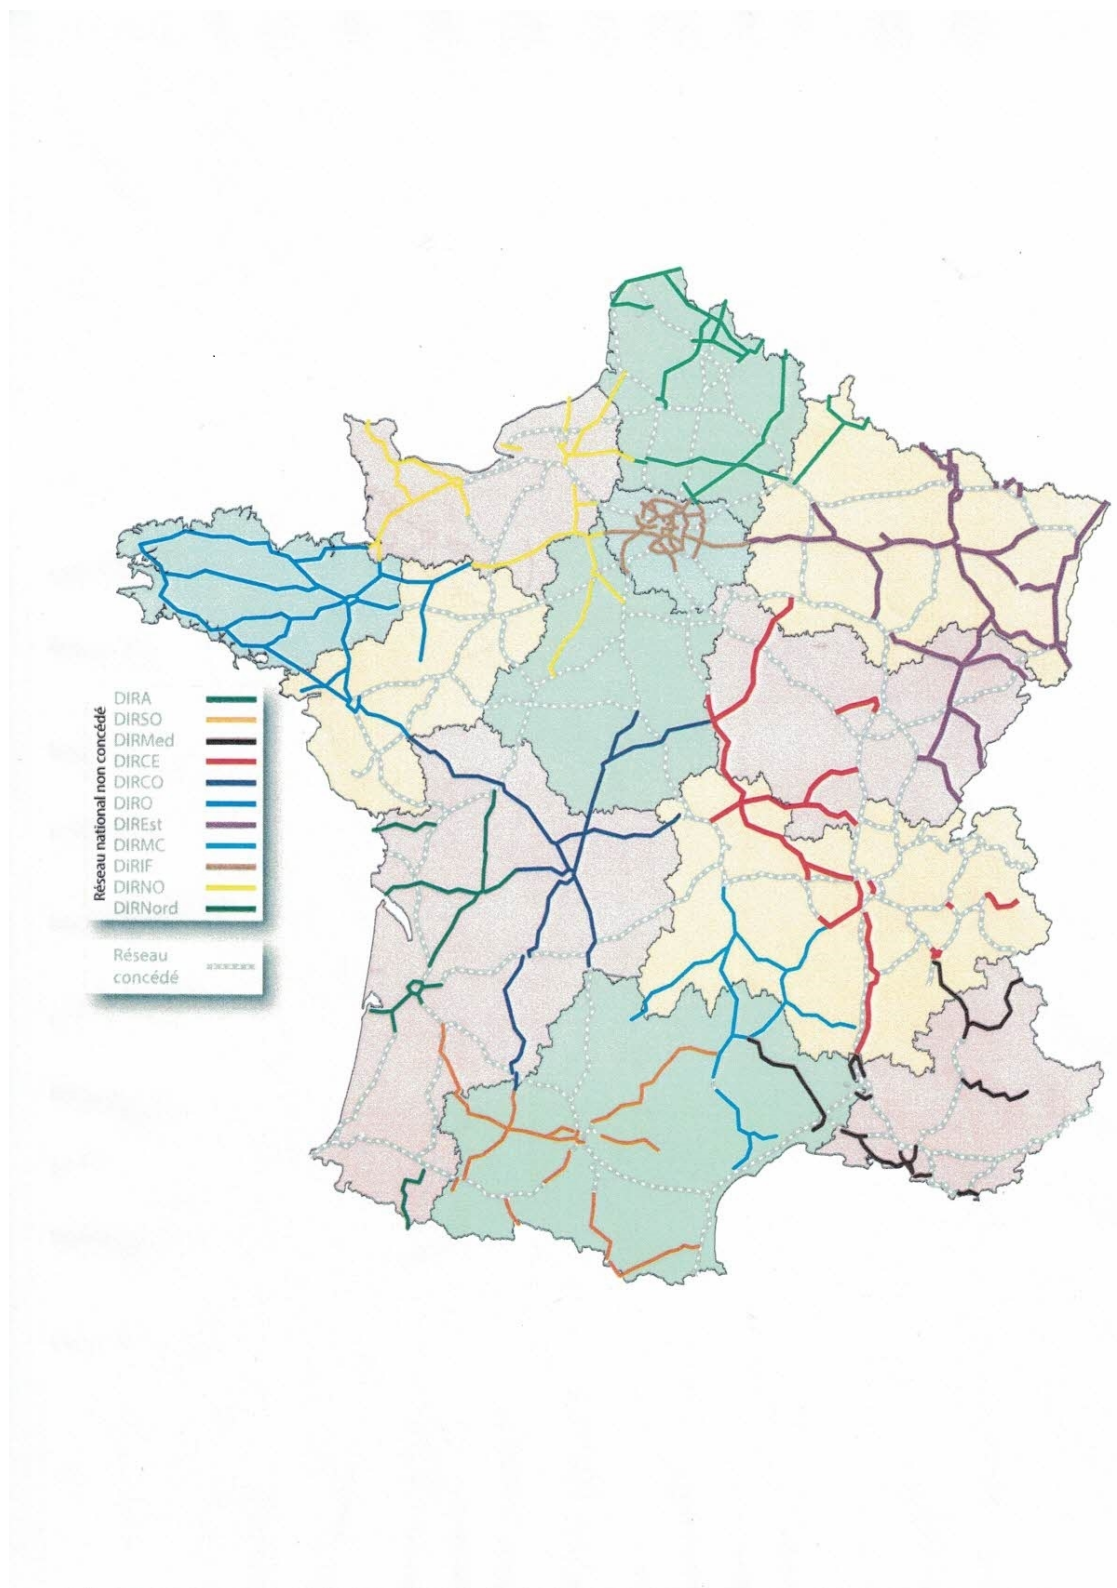 Réseau national non concédé
DIRA
DIRSO
DIRMed
DIRCE
DIRCO
DIRO
DIREst
DIRMC
DiRIF
DIRNO
DIRNord
Réseau
concédé